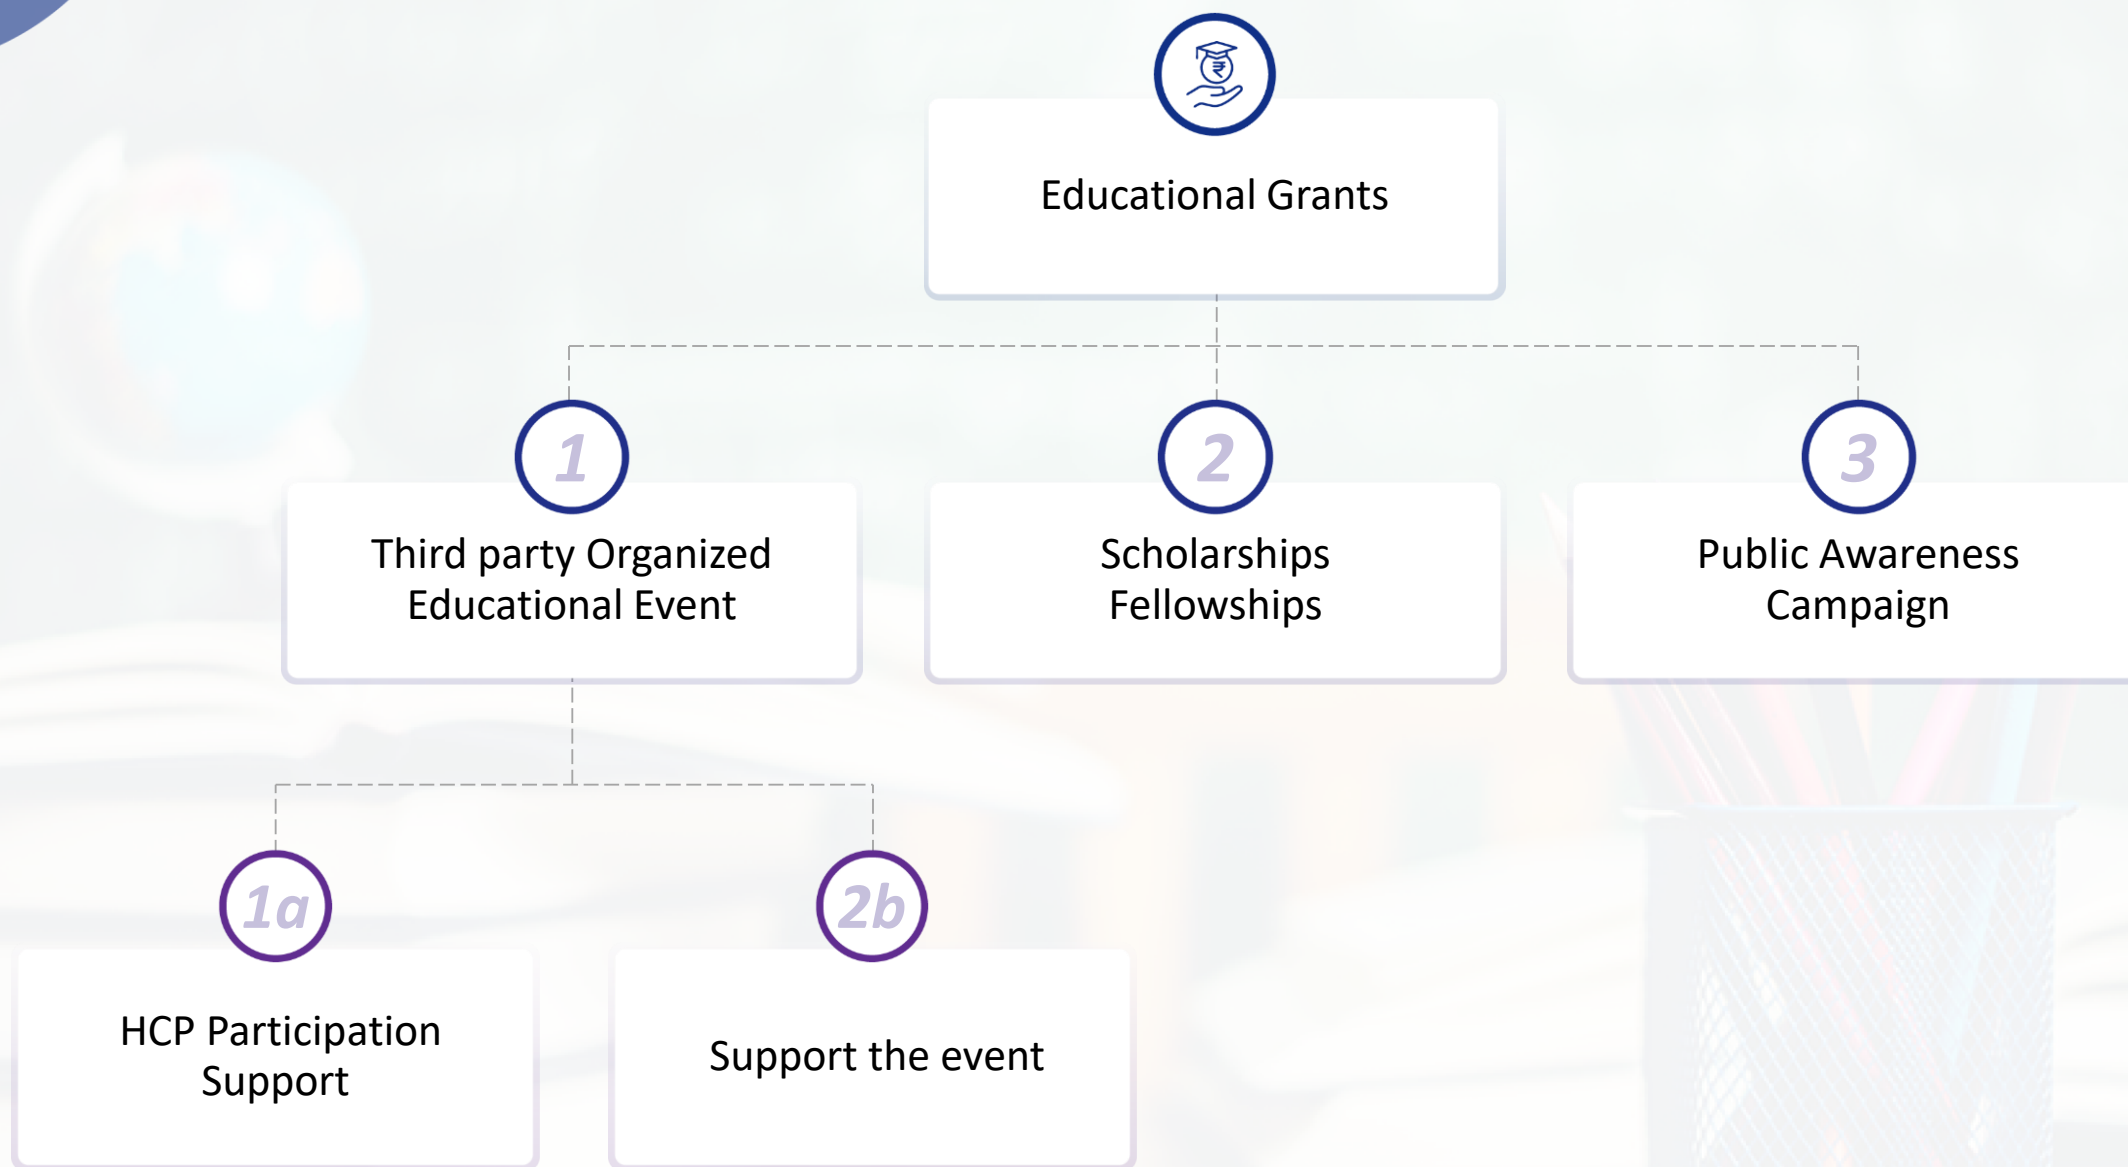 ₹
Educational Grants
1
Third party Organized
Educational Event
2
Scholarships
Fellowships
3
Public Awareness
Campaign
1a
HCP Participation
Support
2b
Support the event